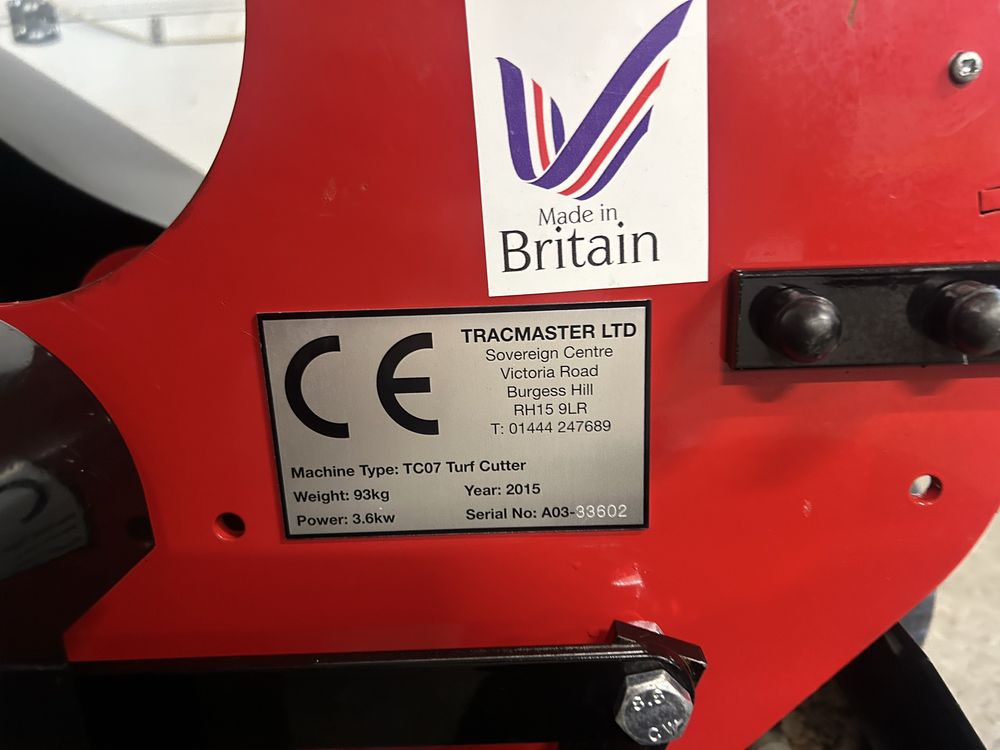 Made in
Britain
CE
TRACMASTER LTD
Sovereign Centre
Victoria Road
Burgess Hill
RH15 9LR
T: 01444 247689
Machine Type: TC07 Turf Cutter
Weight: 93kg Year: 2015
Power: 3.6kw Serial No: A03-33602
8.8